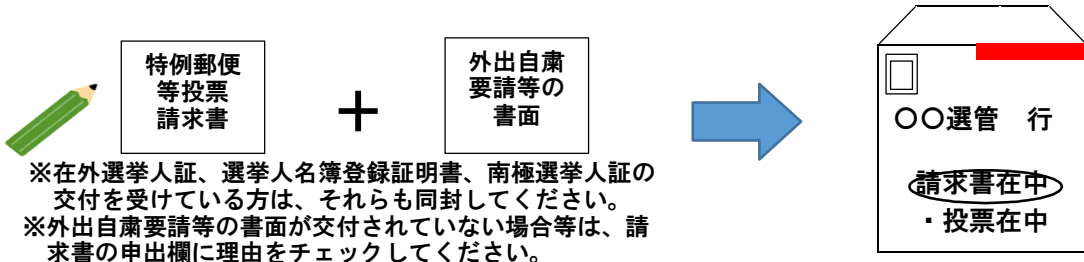 特例郵便
等投票
請求書
＋
外出自粛
要請等の
書面
※在外選挙人証、選挙人名簿登録証明書、南極選挙人証の
交付を受けている方は、それらも同封してください。
※外出自粛要請等の書面が交付されていない場合等は、請
求書の申出欄に理由をチェックしてください。
〇〇選管　行
請求書在中
・投票在中